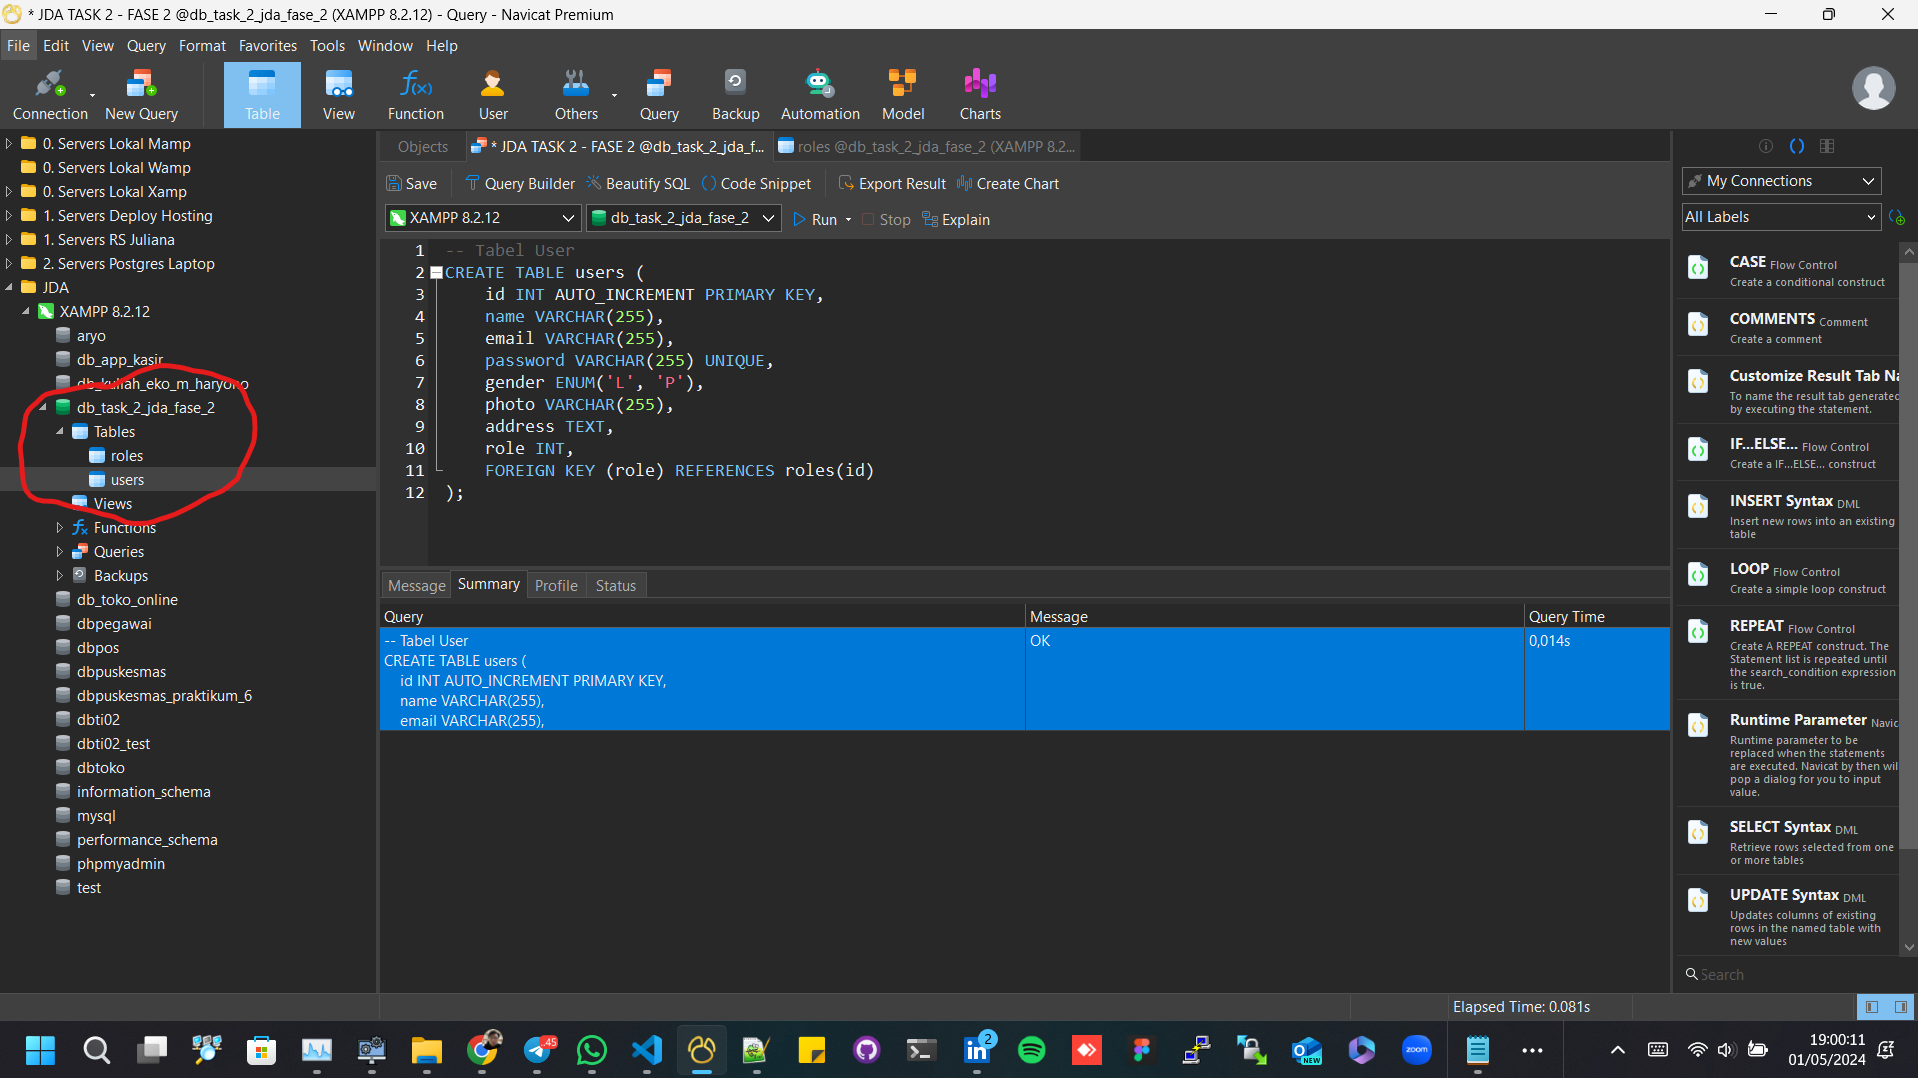 * JDA TASK 2 - FASE 2 @db_task_2_jda_fase_2 (XAMPP 8.2.12) - Query - Navicat Premium
File Edit View Query Format Favorites Tools Window Help
Connection New Query Table View Function User Others Query Backup Automation Model Charts
0. Servers Lokal Mamp
0. Servers Lokal Wamp
0. Servers Lokal Xamp
1. Servers Deploy Hosting
1. Servers RS Juliana
2. Servers Postgres Laptop
JDA
XAMPP 8.2.12
aryo
db_app_kasir
db_kuliah_eko_m_haryono
db_task_2_jda_fase_2
Tables
roles
users
Views
Functions
Queries
Backups
db_toko_online
dbpegawai
dbpos
dbpuskesmas
dbpuskesmas_praktikum_6
dbti02
dbti02_test
dbtoko
information_schema
mysql
performance_schema
phpmyadmin
test
Objects * JDA TASK 2 - FASE 2 @db_task_2_jda_f... roles @db_task_2_jda_fase_2 (XAMPP 8.2...
Save Query Builder Beautify SQL () Code Snippet Export Result Create Chart
XAMPP 8.2.12 db_task_2_jda_fase_2 Run Stop Explain
1 -- Tabel User
2 CREATE TABLE users (
3 id INT AUTO_INCREMENT PRIMARY KEY,
4 name VARCHAR(255),
5 email VARCHAR(255),
6 password VARCHAR(255) UNIQUE,
7 gender ENUM('L', 'P'),
8 photo VARCHAR(255),
9 address TEXT,
10 role INT,
11 FOREIGN KEY (role) REFERENCES roles(id)
12 );
Message Summary Profile Status
Query Message Query Time
-- Tabel User OK 0,014s
CREATE TABLE users (
id INT AUTO_INCREMENT PRIMARY KEY,
name VARCHAR(255),
email VARCHAR(255),
My Connections
All Labels
CASE Flow Control
Create a conditional construct
COMMENTS Comment
Create a comment
Customize Result Tab Na
To name the result tab generated
by executing the statement.
IF...ELSE... Flow Control
Create a IF...ELSE... construct
INSERT Syntax DML
Insert new rows into an existing
table
LOOP Flow Control
Create a simple loop construct
REPEAT Flow Control
Create A REPEAT construct. The
Statement list is repeated until
the search_condition expression
is true.
Runtime Parameter Navic
Runtime parameter to be
replaced when the statements
are executed. Navicat by then wil
pop a dialog for you to input
value.
SELECT Syntax DML
Retrieve rows selected from one
or more tables
UPDATE Syntax DML
Updates columns of existing
rows in the named table with
new values
Search
Elapsed Time: 0.081s
45 2 NEW zoom
19:00:11
01/05/2024